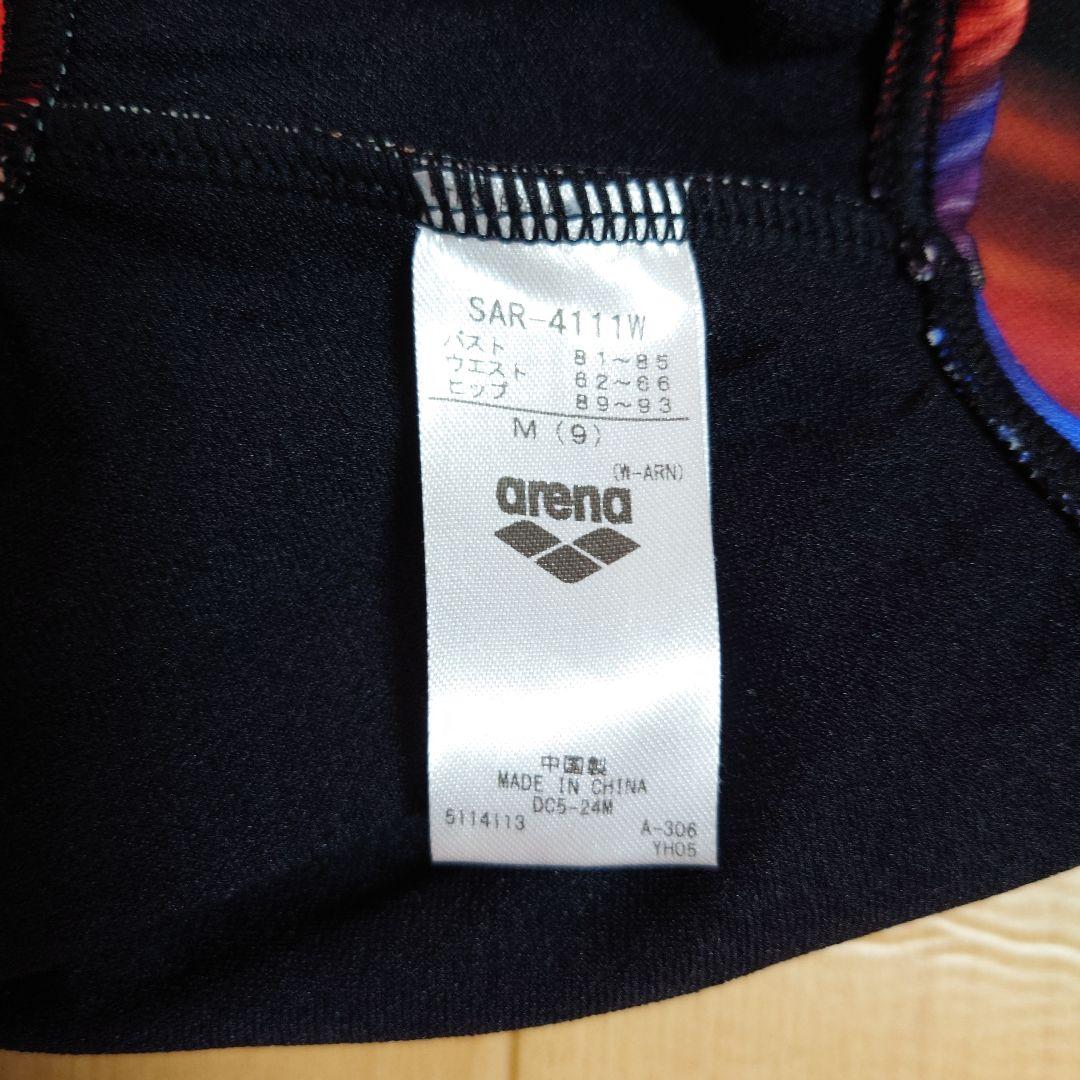 SAR-4111W
バスト 81～85
ウエスト 62～66
ヒップ 89～93
M (9)
(W-ARN)
arena
中国製
MADE IN CHINA
DC5-24M
5114113 A-306
YH05